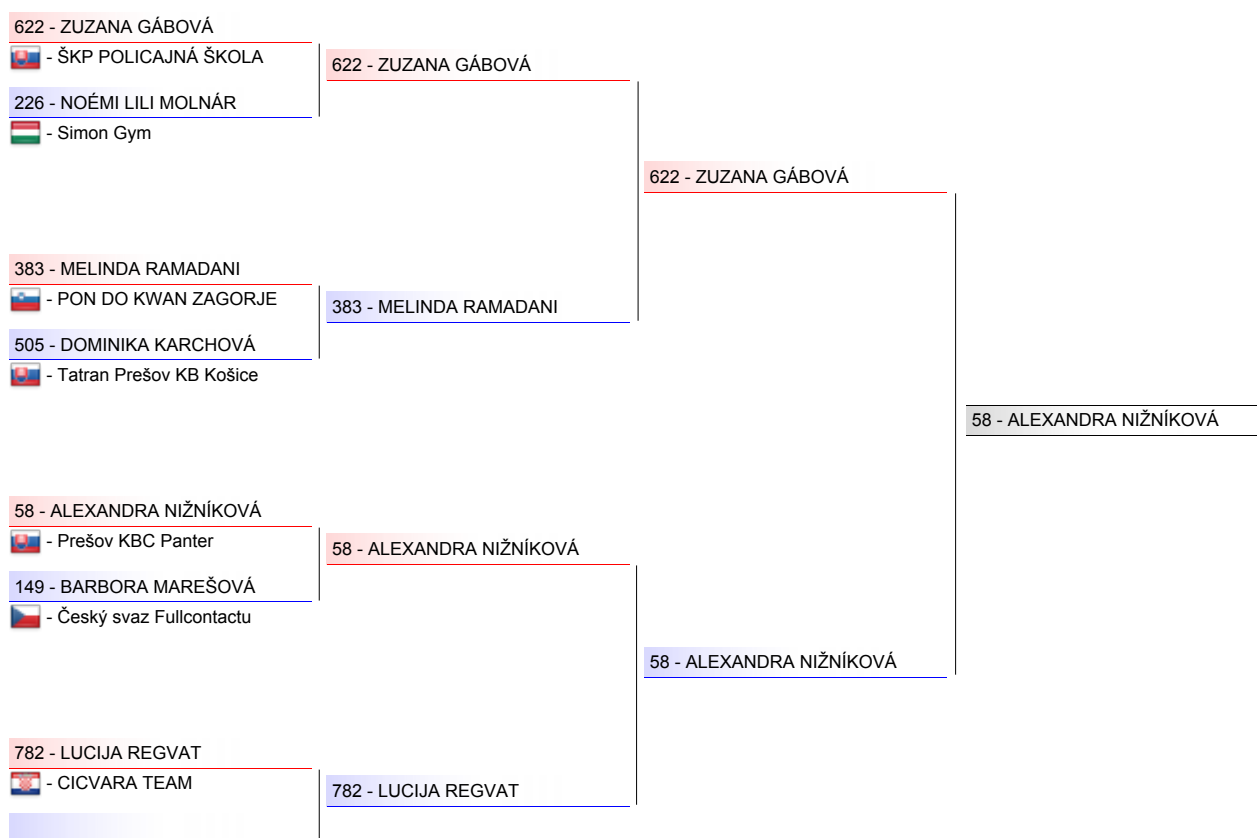 622 - ZUZANA GÁBOVÁ
- ŠKP POLICAJNÁ ŠKOLA
226 - NOÉMI LILI MOLNÁR
- Simon Gym
383 - MELINDA RAMADANI
- PON DO KWAN ZAGORJE
505 - DOMINIKA KARCHOVÁ
- Tatran Prešov KB Košice
58 - ALEXANDRA NIŽNÍKOVÁ
- Prešov KBC Panter
149 - BARBORA MAREŠOVÁ
- Český svaz Fullcontactu
782 - LUCIJA REGVAT
- CICVARA TEAM
622 - ZUZANA GÁBOVÁ
383 - MELINDA RAMADANI
58 - ALEXANDRA NIŽNÍKOVÁ
782 - LUCIJA REGVAT
622 - ZUZANA GÁBOVÁ
58 - ALEXANDRA NIŽNÍKOVÁ
58 - ALEXANDRA NIŽNÍKOVÁ